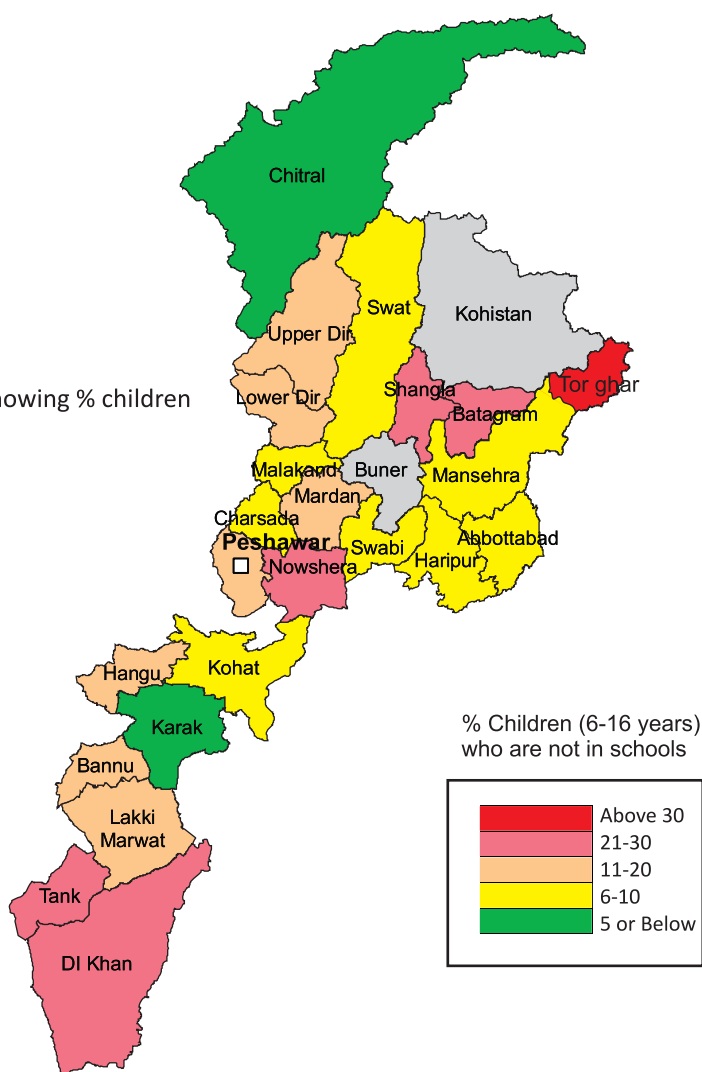 Chitral
Swat
Kohistan
Upper Dir
Shangla
Tor ghar
Lower Dir
howing % children
Batagram
Malakand
Buner
Mansehra
Mardan
Charsada
Peshawar
Swabi
Abbottabad
Haripur
Nowshera
Kohat
Hangu
Karak
Bannu
Lakki
Marwat
Tank
DI Khan
% Children (6-16 years)
who are not in schools
Above 30
21-30
11-20
6-10
5 or Below